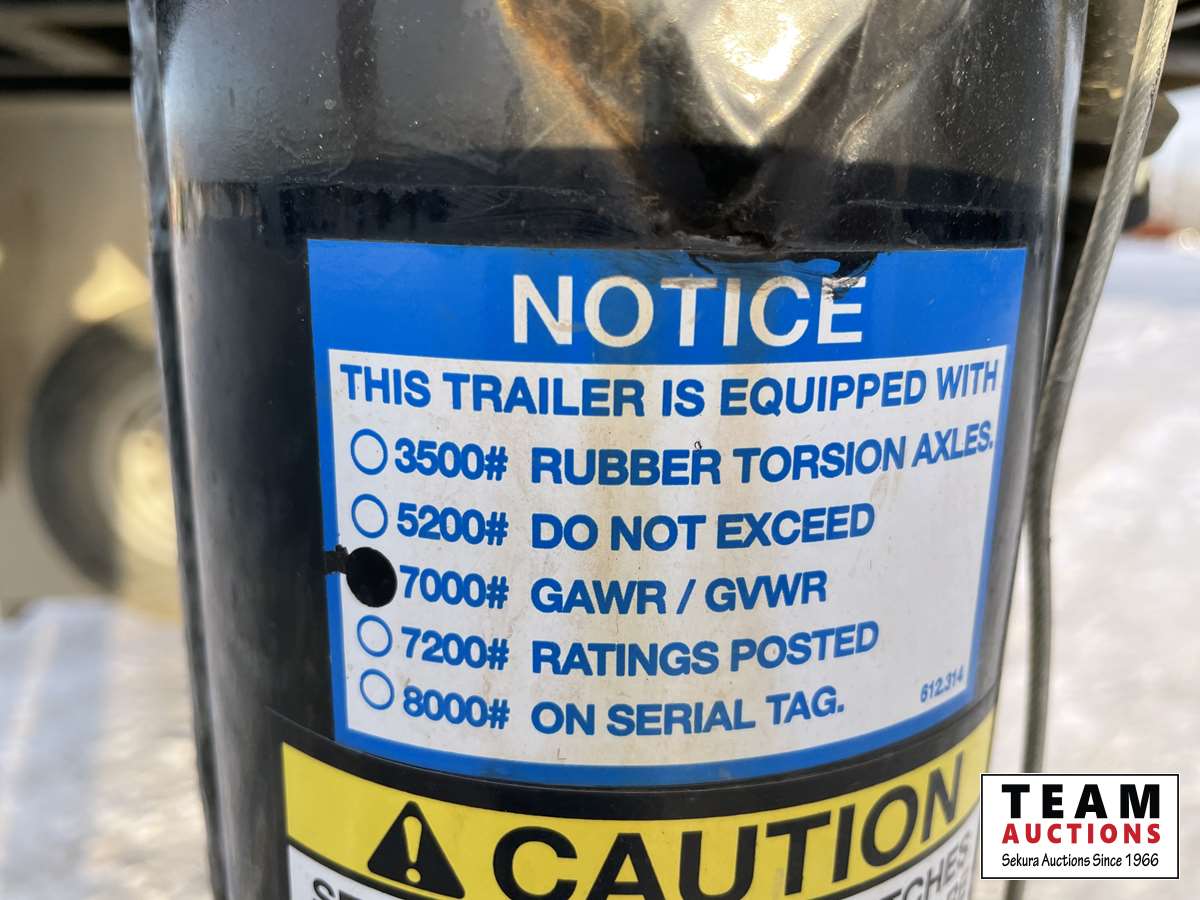 NOTICE
THIS TRAILER IS EQUIPPED WITH
3500# RUBBER TORSION AXLES.
5200# DO NOT EXCEED
7000# GAWR / GVWR
7200# RATINGS POSTED
8000# ON SERIAL TAG.
612.314
CAUTION
TEAM
AUCTIONS
Sekura Auctions Since 1966